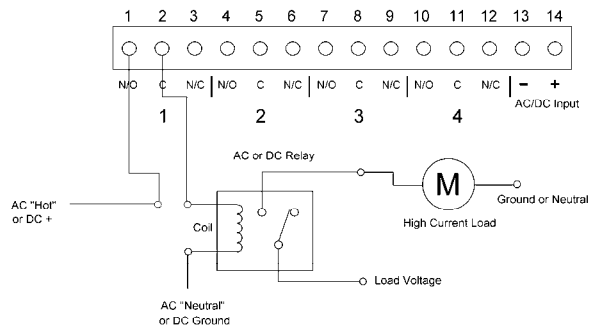 1 2 3 4 5 6 7 8 9 10 11 12 13 14
N/O C N/C N/O C N/C N/O C N/C N/O C N/C − +
AC/DC Input
1 2 3 4
AC or DC Relay
M
AC "Hot"
or DC +
Ground or Neutral
Coil
High Current Load
Load Voltage
AC "Neutral"
or DC Ground